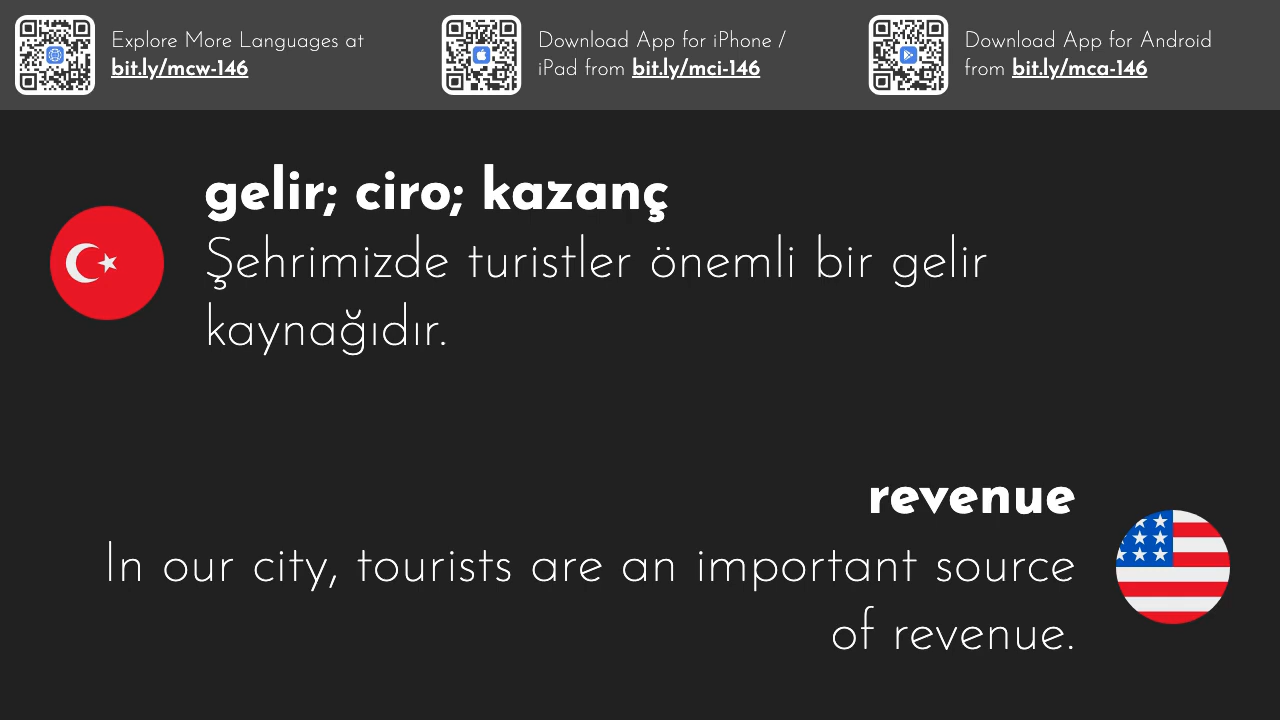 Explore More Languages at
bit.ly/mcw-146
Download App for iPhone /
iPad from bit.ly/mci-146
Download App for Android
from bit.ly/mca-146
gelir; ciro; kazanç
Şehrimizde turistler önemli bir gelir
kaynağıdır.
revenue
In our city, tourists are an important source
of revenue.